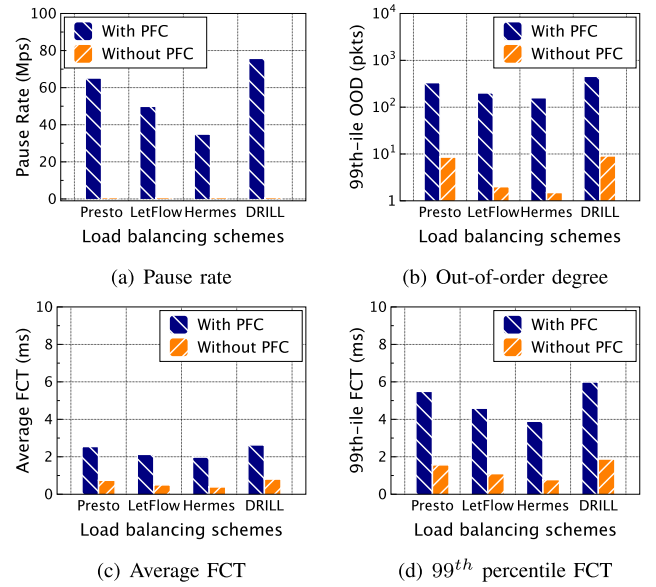 100
80
60
40
20
0
Pause Rate (Mps)
With PFC
Without PFC
Presto LetFlow Hermes DRILL
Load balancing schemes
(a) Pause rate
10^4
10^3
10^2
10^1
1
99th-ile OOD (pkts)
With PFC
Without PFC
Presto LetFlow Hermes DRILL
Load balancing schemes
(b) Out-of-order degree
10
8
6
4
2
0
Average FCT (ms)
With PFC
Without PFC
Presto LetFlow Hermes DRILL
Load balancing schemes
(c) Average FCT
10
8
6
4
2
0
99th-ile FCT (ms)
With PFC
Without PFC
Presto LetFlow Hermes DRILL
Load balancing schemes
(d) 99^th percentile FCT